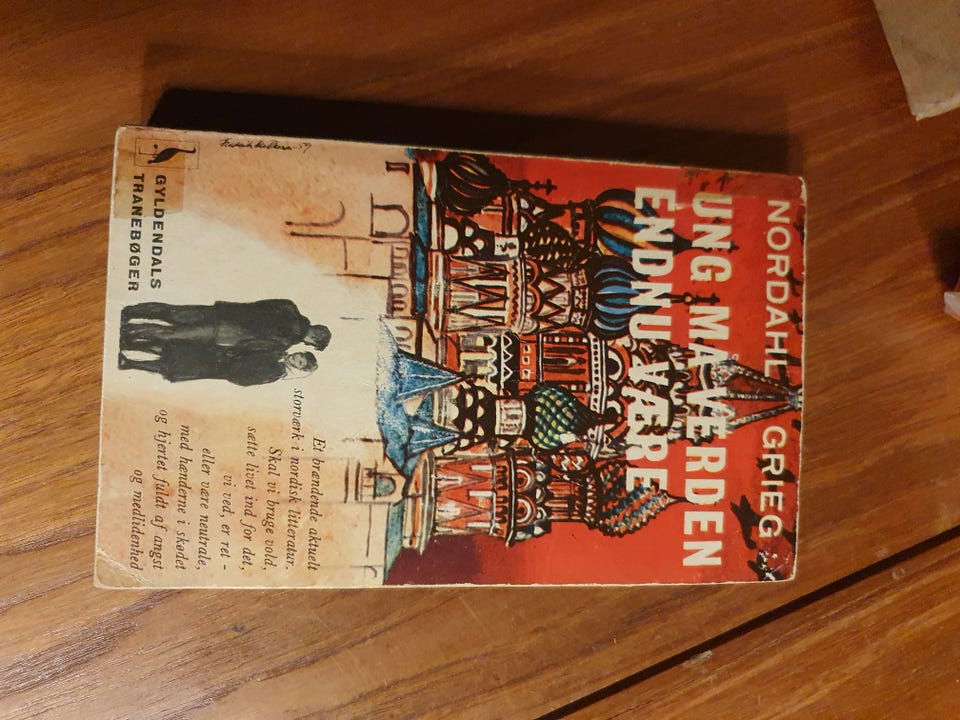 NORDAHL GRIEG
UNG MÅ VERDEN
ENDNU VÆRE
Et brændende aktuelt
storværk i nordisk litteratur.
Skal vi bruge vold,
sætte livet ind for det,
vi ved, er ret -
eller være neutrale,
med hænderne i skødet
og hjertet fuldt af angst
og medlidenhed
GYLDENDALS
TRANEBØGER